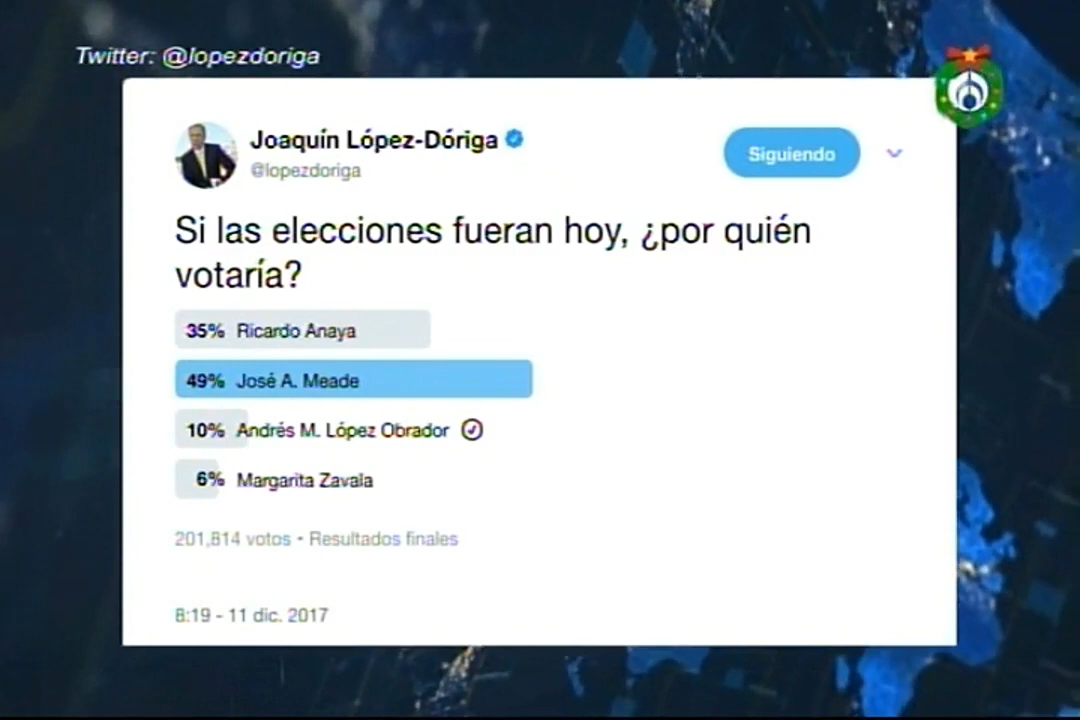 Twitter: @lopezdoriga
Joaquín López-Dóriga
@lopezdoriga
Siguiendo
Si las elecciones fueran hoy, ¿por quién
votaría?
35% Ricardo Anaya
49% José A. Meade
10% Andrés M. López Obrador
6% Margarita Zavala
201,814 votos • Resultados finales
8:19 - 11 dic. 2017